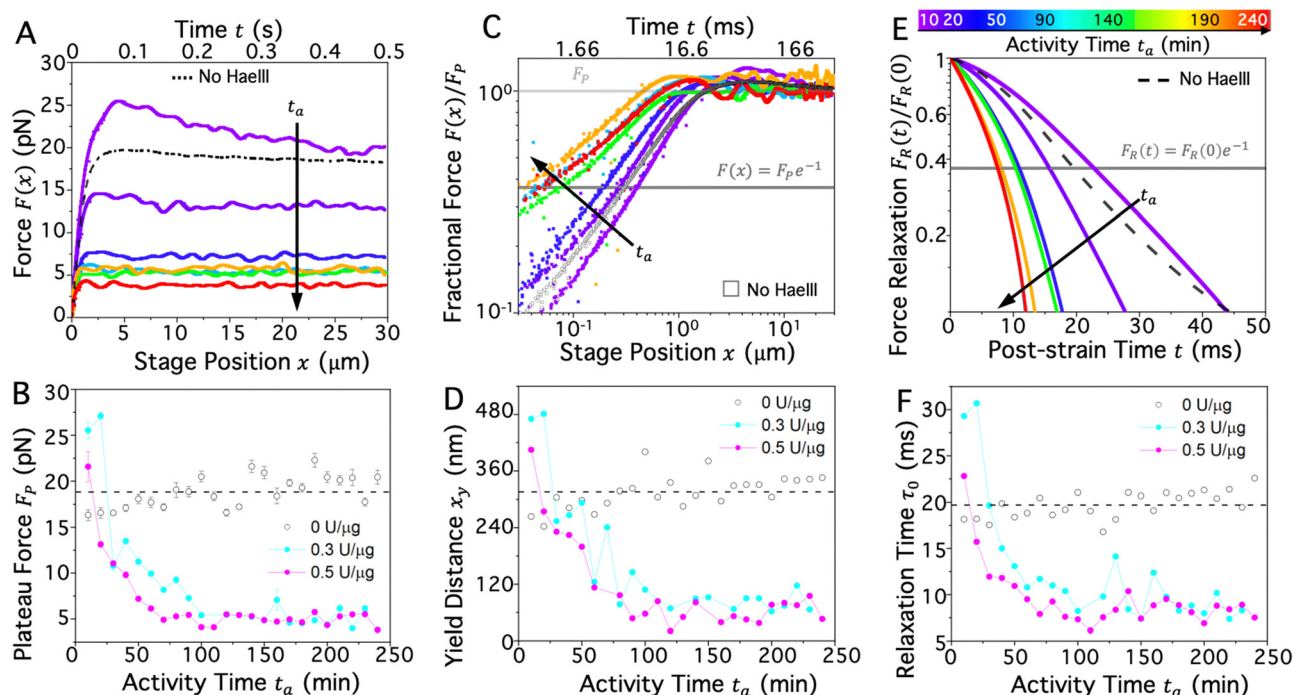 A
Time t (s)
0 0.1 0.2 0.3 0.4 0.5
No HaeIII
t_a
Force F(x) (pN)
30
25
20
15
10
5
0
0 5 10 15 20 25 30
Stage Position x (μm)
C
Time t (ms)
1.66 16.6 166
F_P
F(x) = F_P e^{-1}
t_a
No HaeIII
Fractional Force F(x)/F_P
10^0
10^{-1}
10^{-1} 10^0 10^1
Stage Position x (μm)
E
10 20 50 90 140 190 240
Activity Time t_a (min)
No HaeIII
F_R(t) = F_R(0)e^{-1}
t_a
Force Relaxation F_R(t)/F_R(0)
1
0.8
0.6
0.4
0.2
0 10 20 30 40 50
Post-strain Time t (ms)
B
Plateau Force F_P (pN)
30
25
20
15
10
5
0 U/μg
0.3 U/μg
0.5 U/μg
0 50 100 150 200 250
Activity Time t_a (min)
D
Yield Distance x_y (nm)
480
360
240
120
0
0 U/μg
0.3 U/μg
0.5 U/μg
0 50 100 150 200 250
Activity Time t_a (min)
F
Relaxation Time τ_0 (ms)
30
25
20
15
10
5
0 U/μg
0.3 U/μg
0.5 U/μg
0 50 100 150 200 250
Activity Time t_a (min)